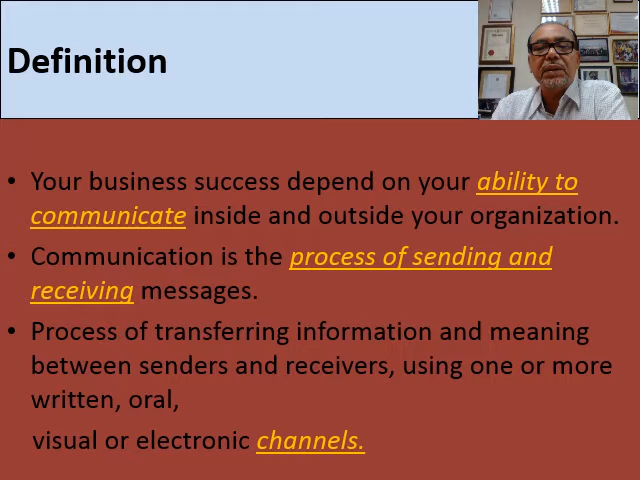 Definition
• Your business success depend on your ability to
communicate inside and outside your organization.
• Communication is the process of sending and
receiving messages.
• Process of transferring information and meaning
between senders and receivers, using one or more
written, oral,
visual or electronic channels.